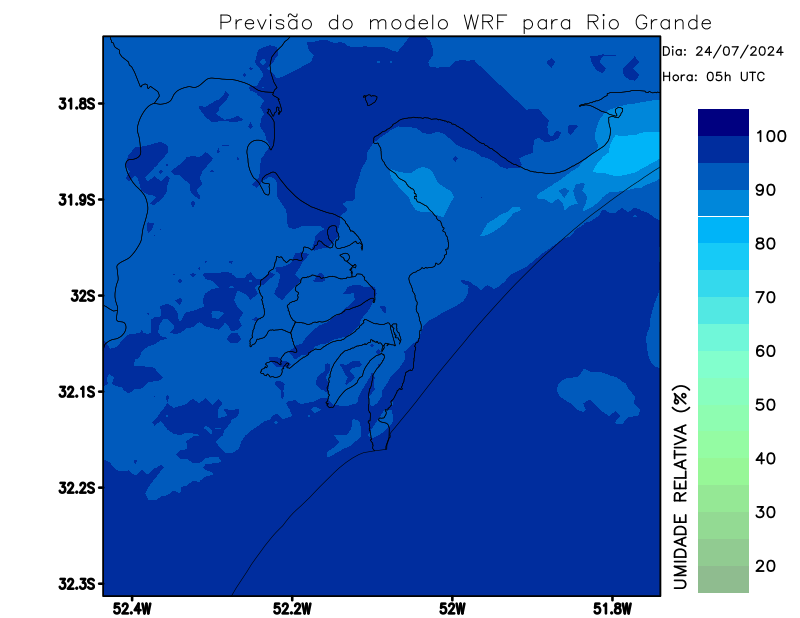 Previsão do modelo WRF para Rio Grande
Dia: 24/07/2024
Hora: 05h UTC
31.8S
31.9S
32S
32.1S
32.2S
32.3S
52.4W
52.2W
52W
51.8W
UMIDADE RELATIVA (%)
100
90
80
70
60
50
40
30
20